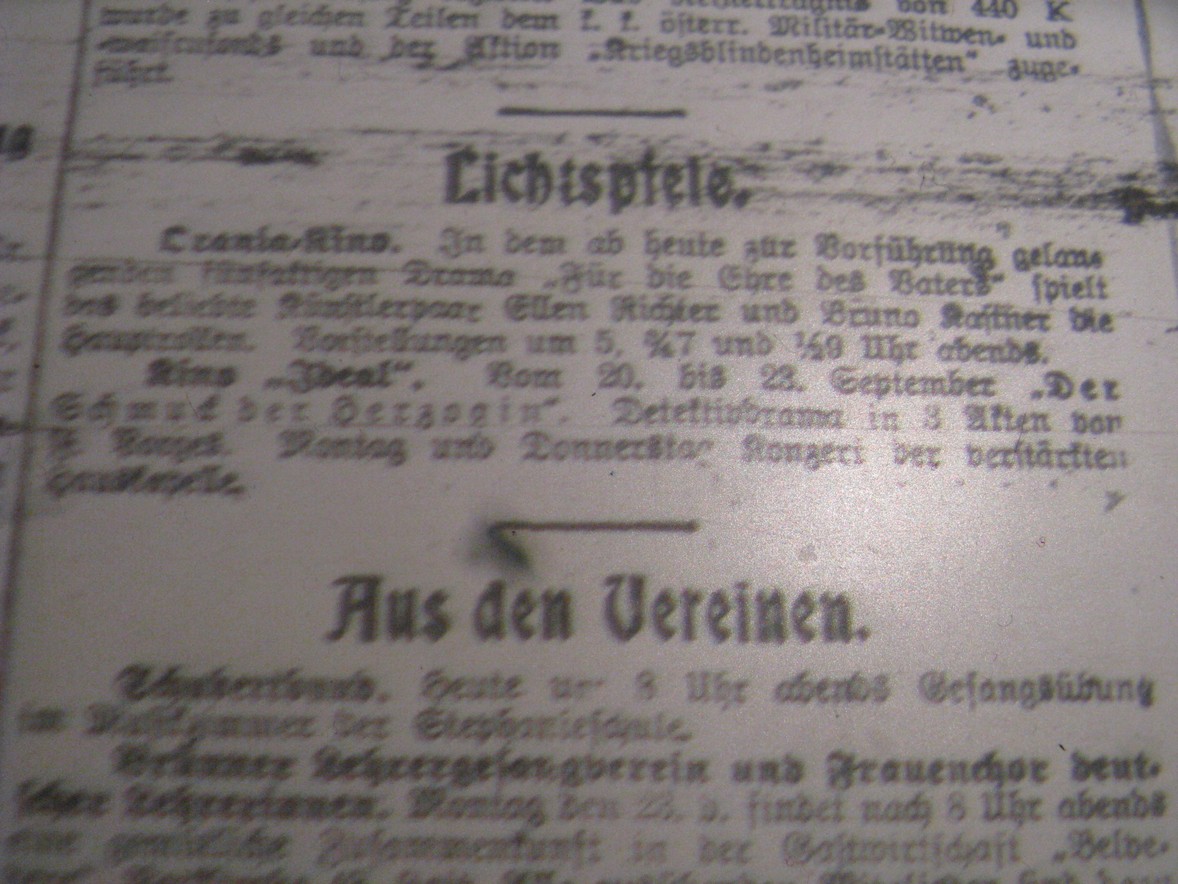 von 440 K
wurde zu gleichen Teilen dem k. k. österr. Militär-Witwen- und
-waisenfonds und der Aktion „Kriegsblindenheimstätten“ zuge-
führt.
Lichtspiele.
Urania-Kino. In dem ab heute zur Vorführung gelan-
genden fünfaktigen Drama „Für die Ehre des Vaters“ spielt
das beliebte Künstlerpaar Ellen Richter und Bruno Kastner die
Hauptrollen. Vorstellungen um 5, ¾7 und ½9 Uhr abends.
Kino „Ideal“. Vom 20. bis 23. September „Der
Schmuck der Herzogin“. Detektivdrama in 3 Akten von
Montag und Donnerstag Konzert der verstärkten
Hauskapelle.
Aus den Vereinen.
Schubertbund. Heute um 8 Uhr abends Gesangsübung
im Musikzimmer der Stephanieschule.
Brünner Lehrergesangverein und Frauenchor deut-
scher Lehrerinnen. Montag den 23. d. findet nach 8 Uhr abends
eine gemütliche Zusammenkunft in der Gastwirtschaft „Belve-